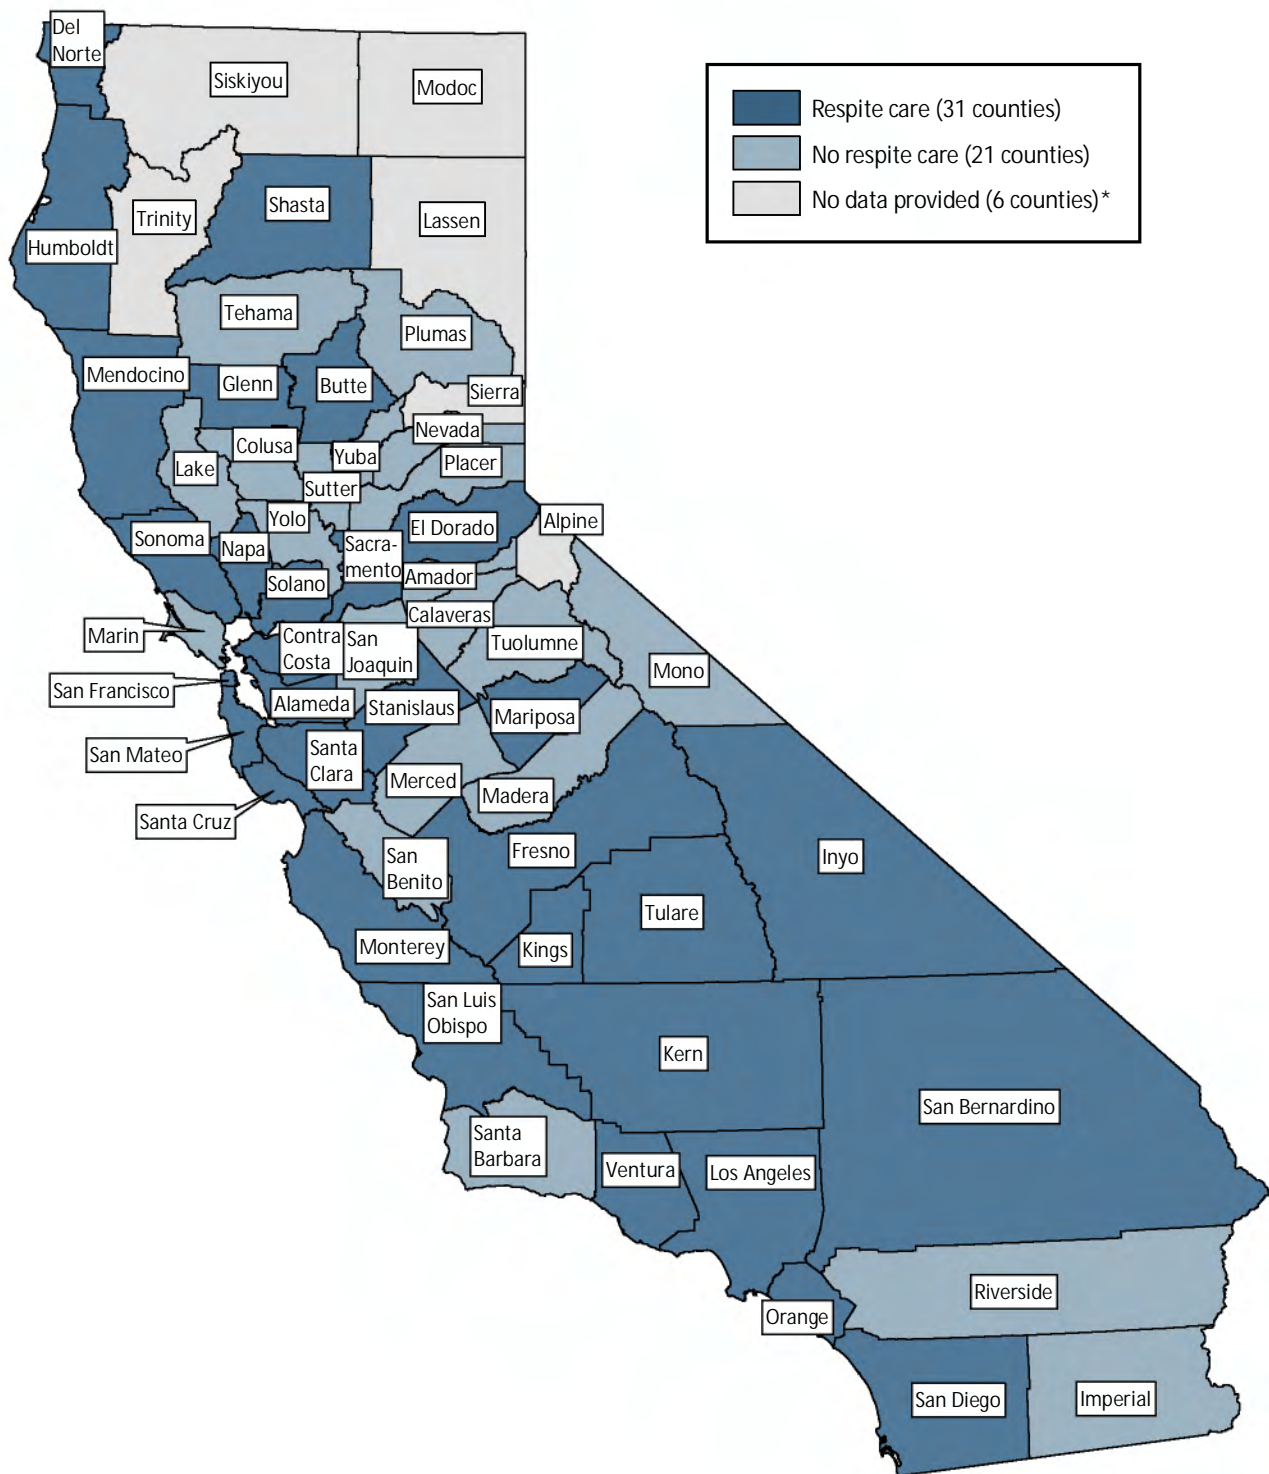 Del
Norte
Siskiyou
Modoc
Respite care (31 counties)
No respite care (21 counties)
No data provided (6 counties)*
Trinity
Shasta
Lassen
Humboldt
Tehama
Plumas
Mendocino
Glenn
Butte
Sierra
Nevada
Colusa
Yuba
Placer
Lake
Sutter
Yolo
Sonoma
Napa
El Dorado
Alpine
Sacra-
mento
Solano
Amador
Calaveras
Marin
Contra
Costa
San
Joaquin
Tuolumne
Mono
San Francisco
Alameda
Stanislaus
Mariposa
San Mateo
Santa
Clara
Merced
Madera
Santa Cruz
San
Benito
Fresno
Inyo
Tulare
Monterey
Kings
San Luis
Obispo
Kern
San Bernardino
Santa
Barbara
Ventura
Los Angeles
Riverside
Orange
San Diego
Imperial